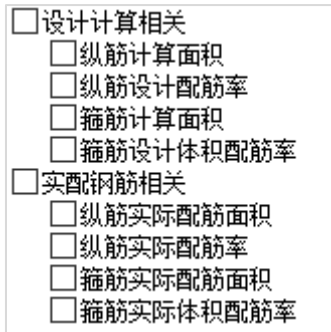 设计计算相关
纵筋计算面积
纵筋设计配筋率
箍筋计算面积
箍筋设计体积配筋率
实配钢筋相关
纵筋实际配筋面积
纵筋实际配筋率
箍筋实际配筋面积
箍筋实际体积配筋率